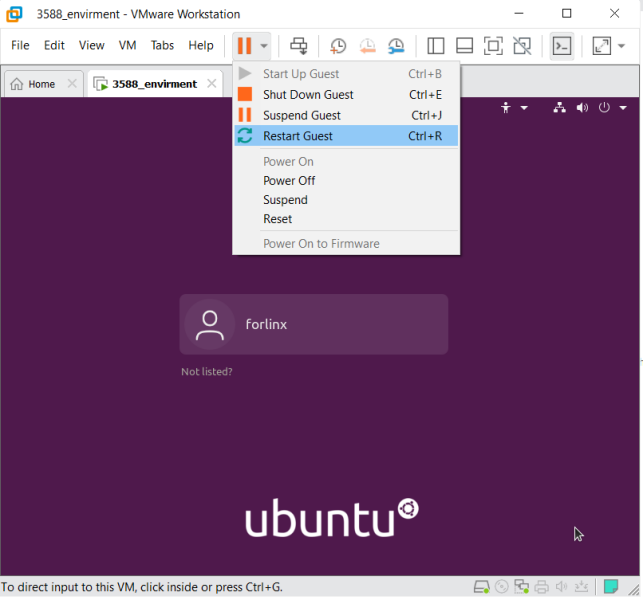 3588_envirment - VMware Workstation
File Edit View VM Tabs Help
Home 3588_envirment
Start Up Guest Ctrl+B
Shut Down Guest Ctrl+E
Suspend Guest Ctrl+J
Restart Guest Ctrl+R
Power On
Power Off
Suspend
Reset
Power On to Firmware
forlinx
Not listed?
ubuntu
To direct input to this VM, click inside or press Ctrl+G.